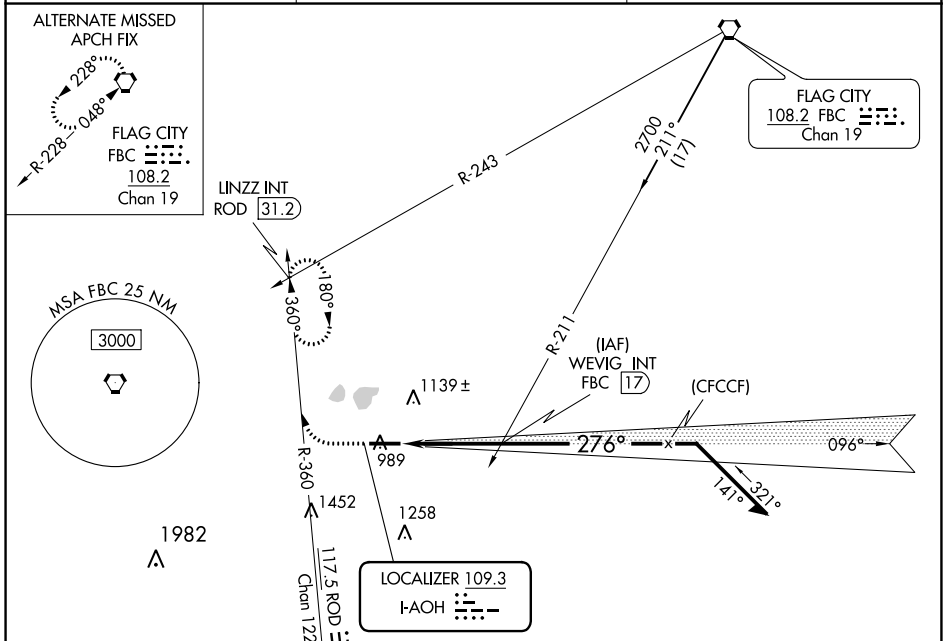 ALTERNATE MISSED
APCH FIX
228°
048°
R-228
FLAG CITY
FBC
108.2
Chan 19
FLAG CITY
108.2 FBC
Chan 19
2700
211°
(17)
R-243
LINZZ INT
ROD 31.2
180°
360°
MSA FBC 25 NM
3000
R-211
(IAF)
WEVIG INT
FBC 17
(CFCCF)
1139 ±
276°
096°
989
141°
321°
R-360
1452
1258
1982
117.5 ROD
Chan 122
LOCALIZER 109.3
I-AOH